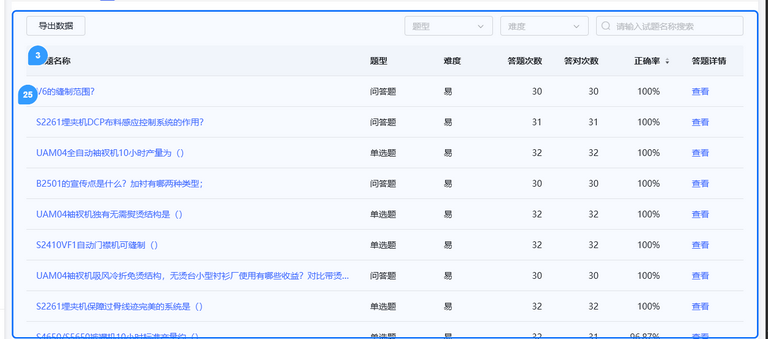 导出数据 题型 难度 请输入试题名称搜索
3 题名称 题型 难度 答题次数 答对次数 正确率 答题详情
25 V6的缝制范围? 问答题 易 30 30 100% 查看
S2261埋夹机DCP布料感应控制系统的作用? 问答题 易 31 31 100% 查看
UAM04全自动袖衩机10小时产量为（） 单选题 易 32 32 100% 查看
B2501的宣传点是什么？加衬有哪两种类型； 问答题 易 30 30 100% 查看
UAM04袖衩机独有无需熨烫结构是（） 单选题 易 32 32 100% 查看
S2410VF1自动门襟机可缝制（） 单选题 易 32 32 100% 查看
UAM04袖衩机吸风冷折免烫结构，无烫台小型衬衫厂使用有哪些收益？对比带烫... 问答题 易 30 30 100% 查看
S2261埋夹机保障过骨线迹完美的系统是（） 单选题 易 32 32 100% 查看
单选题 易 32 31 96.87% 查看